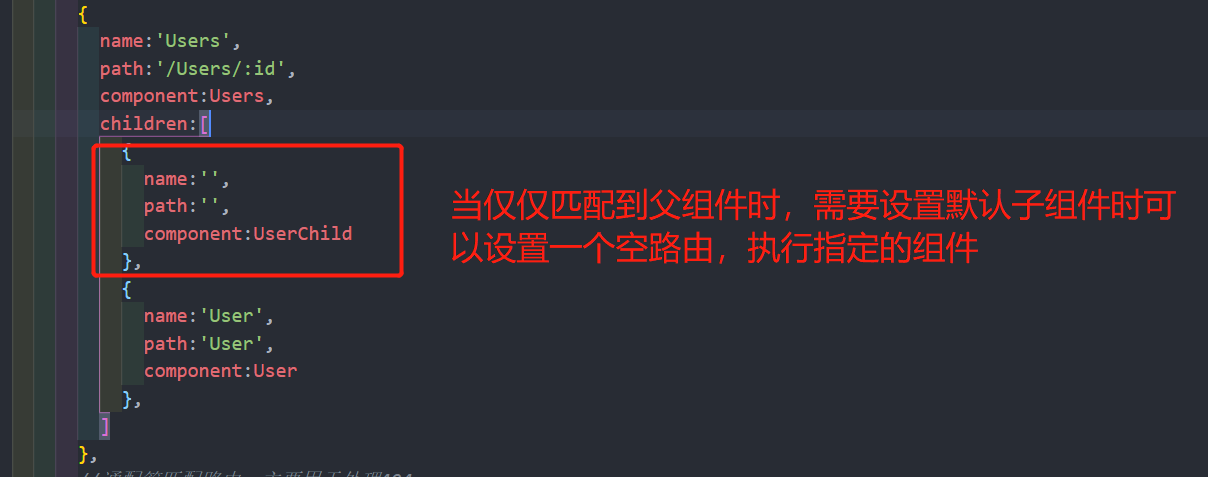 {
name:'Users',
path:'/Users/:id',
component:Users,
children:[
{
name:'',
path:'',
component:UserChild
},
当仅仅匹配到父组件时，需要设置默认子组件时可
以设置一个空路由，执行指定的组件
{
name:'User',
path:'User',
component:User
},
]
},